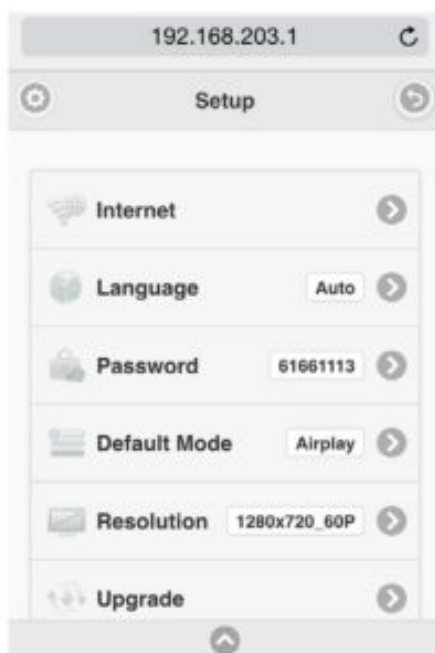 192.168.203.1
Setup
Internet
Language Auto
Password 61661113
Default Mode Airplay
Resolution 1280x720_60P
Upgrade